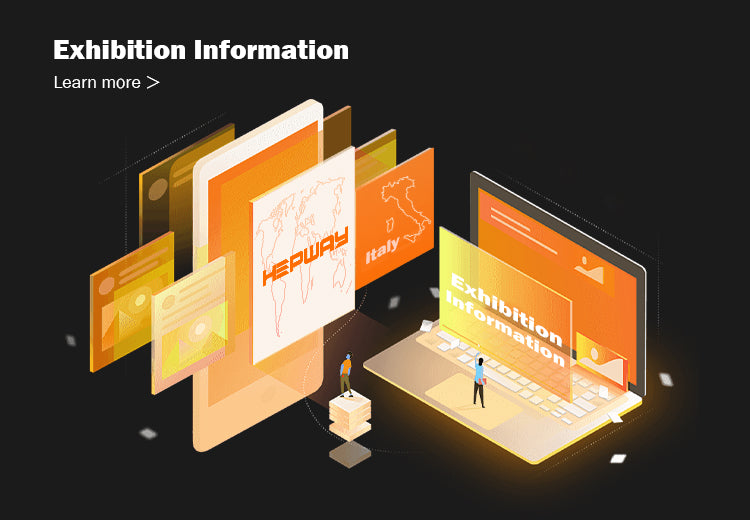 Exhibition Information
Learn more >
HEPWAY
Italy
Exhibition
Information